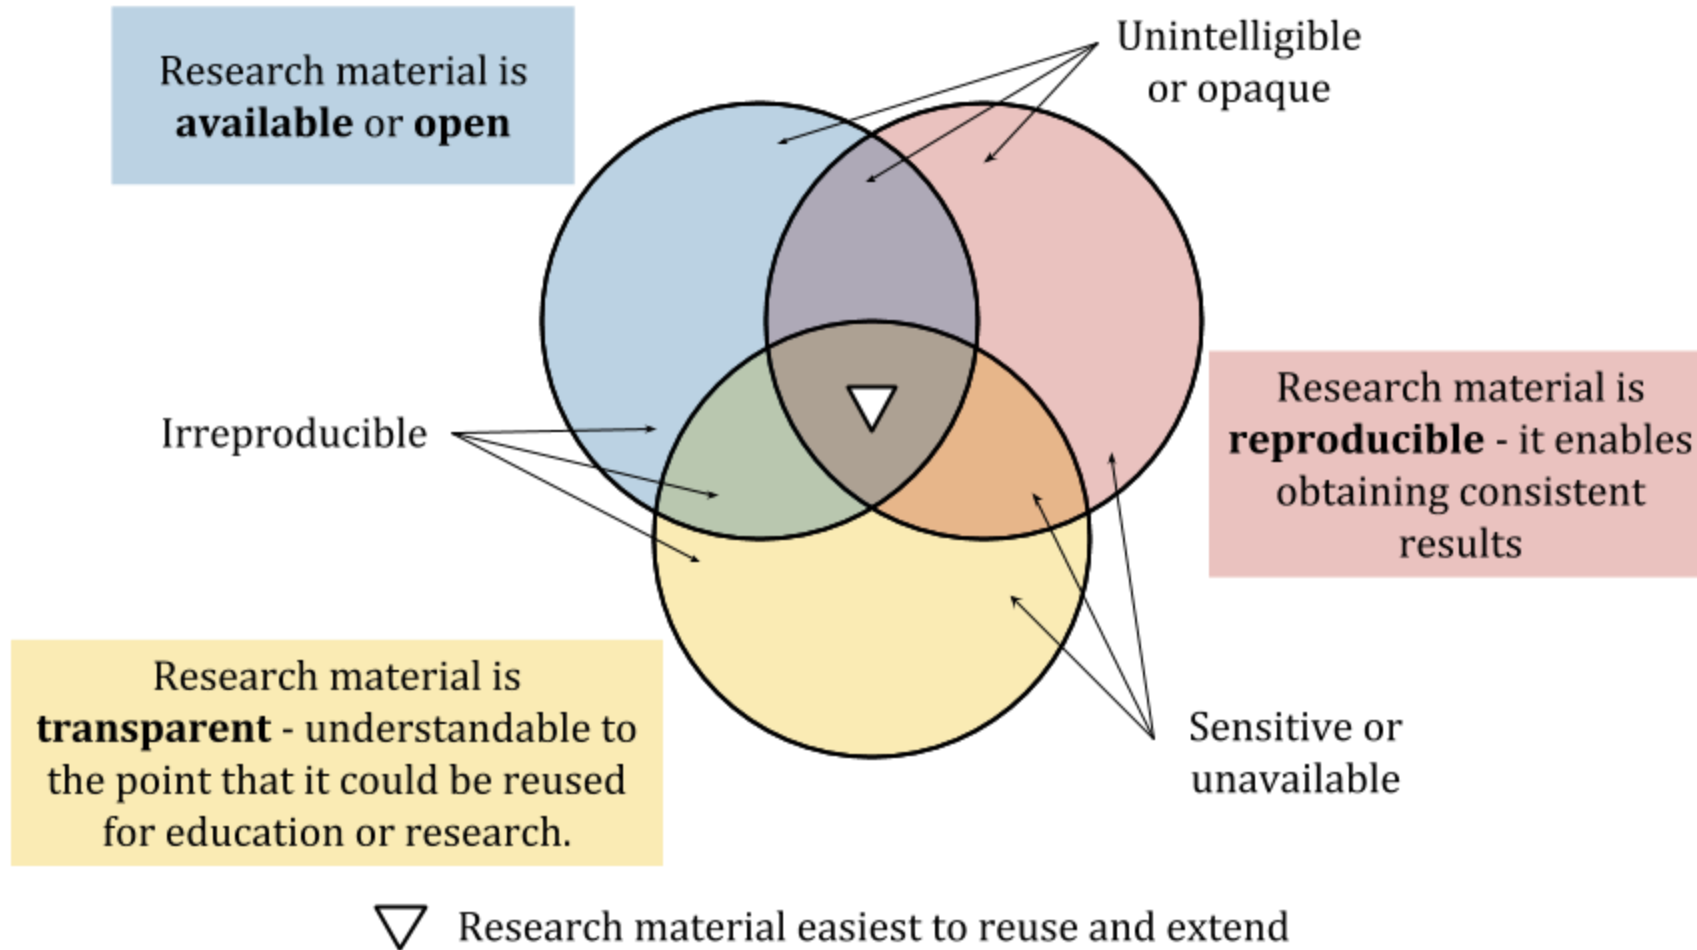 Research material is
available or open
Unintelligible
or opaque
Irreproducible
Research material is
reproducible - it enables
obtaining consistent
results
Research material is
transparent - understandable to
the point that it could be reused
for education or research.
Sensitive or
unavailable
Research material easiest to reuse and extend